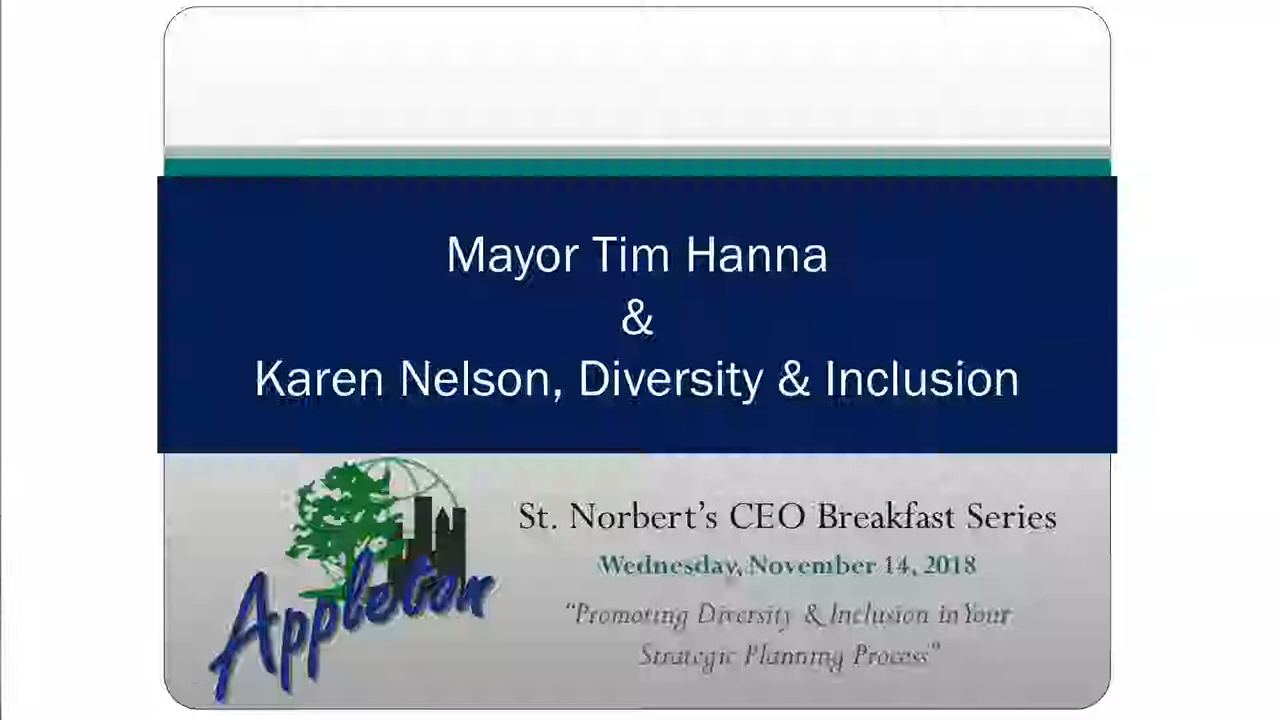 Mayor Tim Hanna
&
Karen Nelson, Diversity & Inclusion
Appleton
St. Norbert's CEO Breakfast Series
Wednesday, November 14, 2018
"Promoting Diversity & Inclusion in Your
Strategic Planning Process"